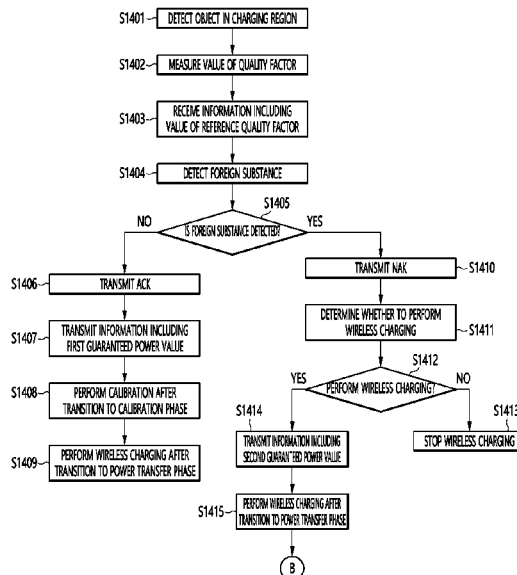 S1401
DETECT OBJECT IN CHARGING REGION
S1402
MEASURE VALUE OF QUALITY FACTOR
S1403
RECEIVE INFORMATION INCLUDING
VALUE OF REFERENCE QUALITY FACTOR
S1404
DETECT FOREIGN SUBSTANCE
S1405
IS FOREIGN SUBSTANCE DETECTED?
NO
YES
S1406
TRANSMIT ACK
S1407
TRANSMIT INFORMATION INCLUDING
FIRST GUARANTEED POWER VALUE
S1408
PERFORM CALIBRATION AFTER
TRANSITION TO CALIBRATION PHASE
S1409
PERFORM WIRELESS CHARGING AFTER
TRANSITION TO POWER TRANSFER PHASE
TRANSMIT NAK
S1410
DETERMINE WHETHER TO PERFORM
WIRELESS CHARGING
S1411
S1412
PERFORM WIRELESS CHARGING?
YES
NO
S1413
STOP WIRELESS CHARGING
S1414
TRANSMIT INFORMATION INCLUDING
SECOND GUARANTEED POWER VALUE
S1415
PERFORM WIRELESS CHARGING AFTER
TRANSITION TO POWER TRANSFER PHASE
B